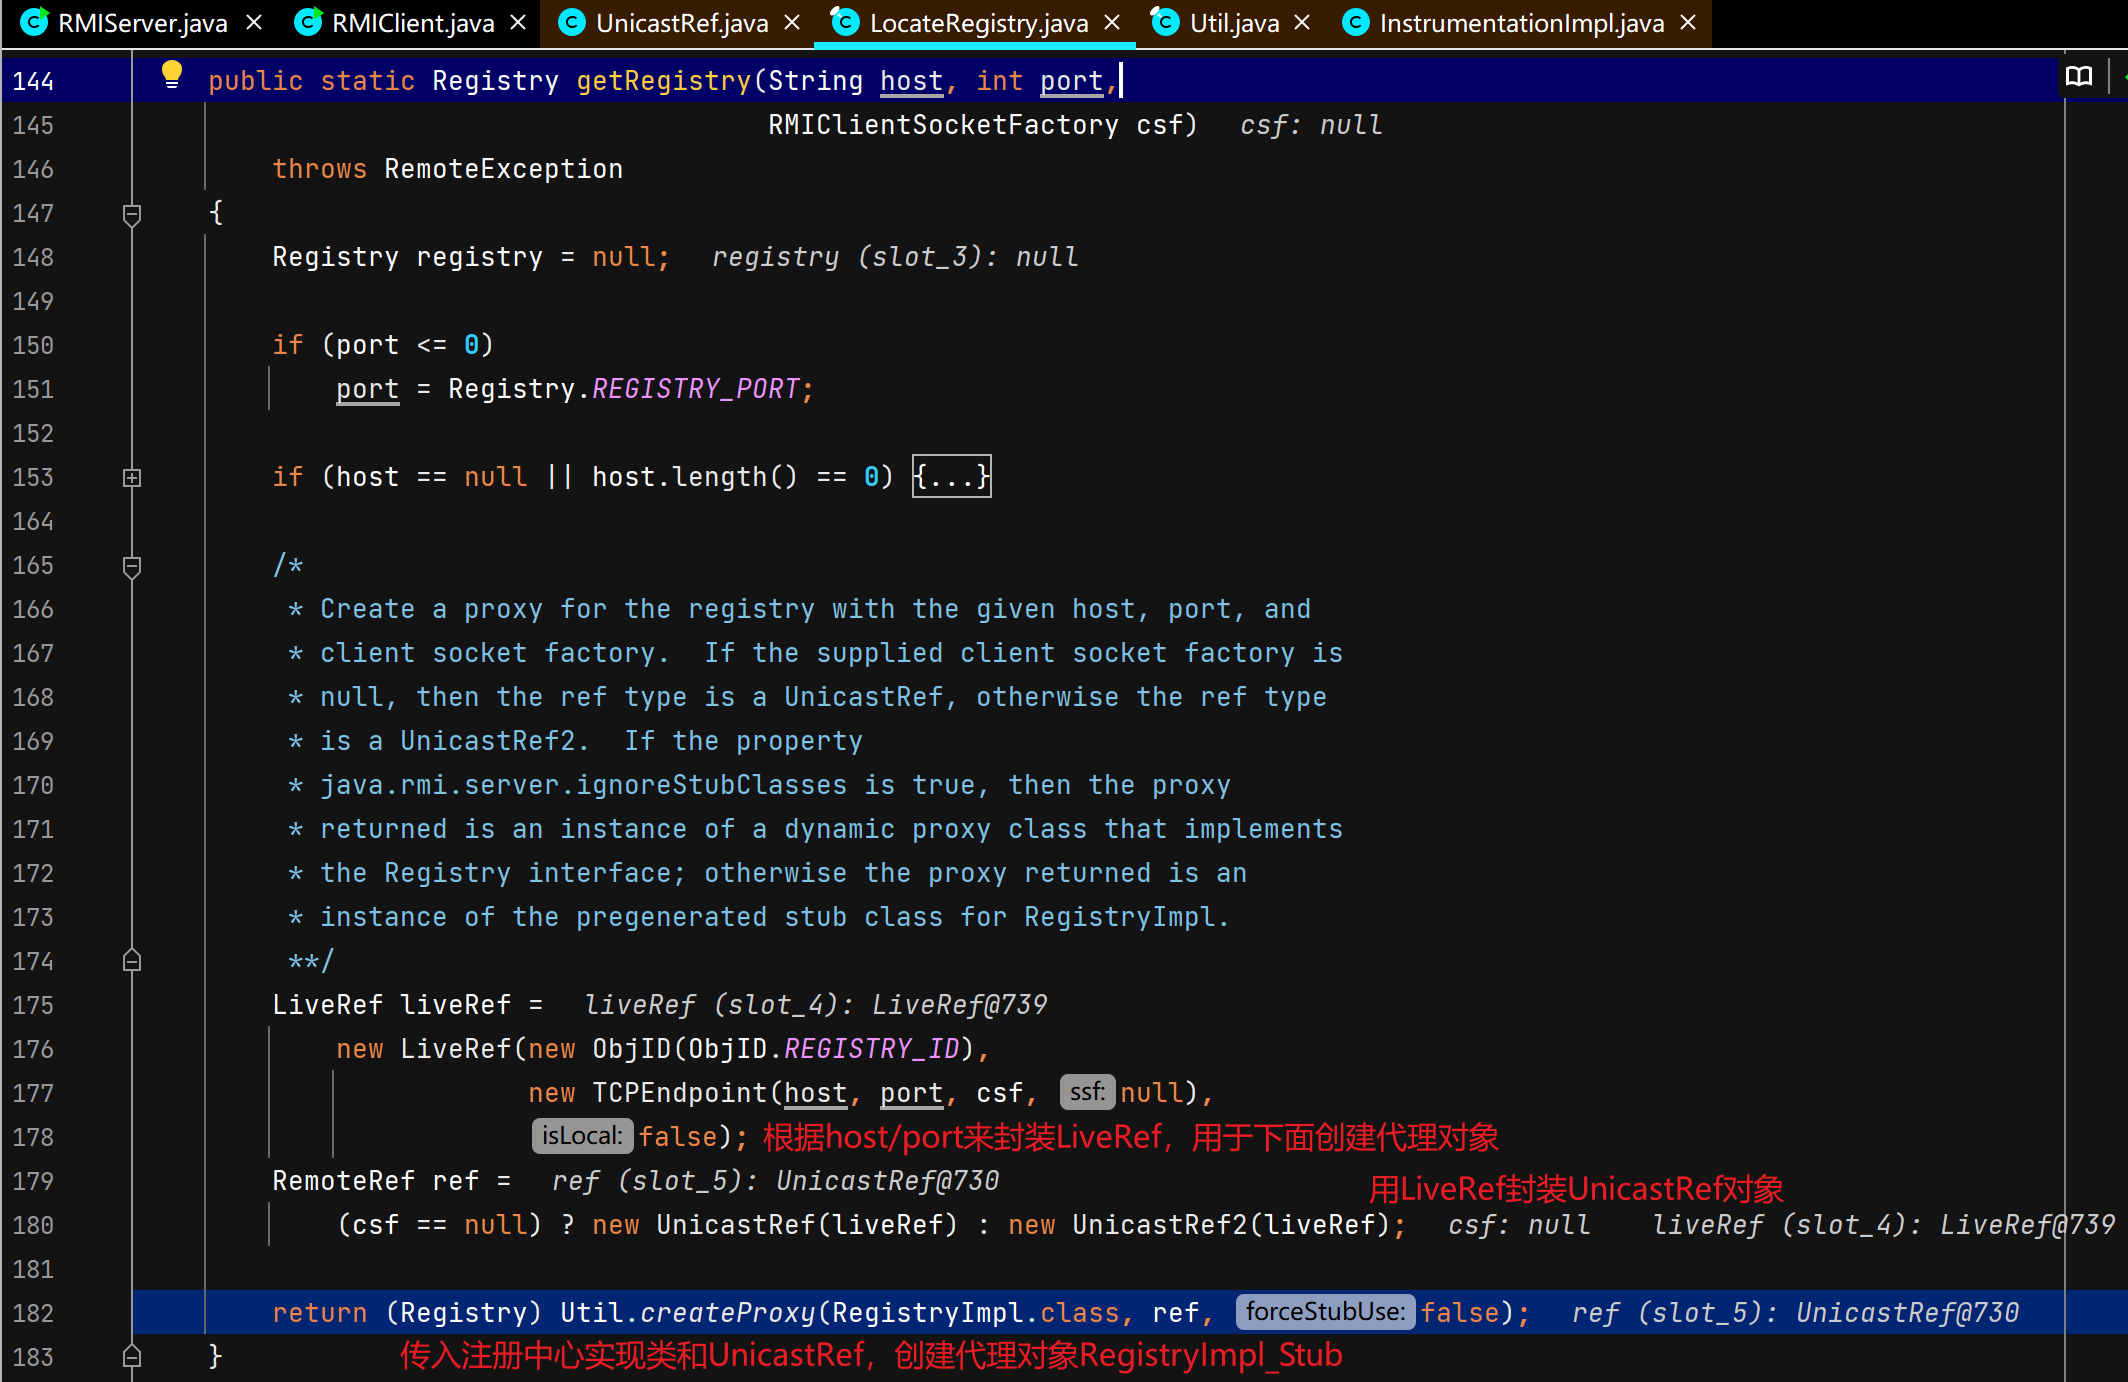 RMIServer.java × RMIClient.java × UnicastRef.java × LocateRegistry.java × Util.java × InstrumentationImpl.java ×
144 public static Registry getRegistry(String host, int port,
145 RMIClientSocketFactory csf) csf: null
146 throws RemoteException
147 {
148 Registry registry = null; registry (slot_3): null
149
150 if (port <= 0)
151 port = Registry.REGISTRY_PORT;
152
153 if (host == null || host.length() == 0) {...}
164
165 /*
166 * Create a proxy for the registry with the given host, port, and
167 * client socket factory.  If the supplied client socket factory is
168 * null, then the ref type is a UnicastRef, otherwise the ref type
169 * is a UnicastRef2.  If the property
170 * java.rmi.server.ignoreStubClasses is true, then the proxy
171 * returned is an instance of a dynamic proxy class that implements
172 * the Registry interface; otherwise the proxy returned is an
173 * instance of the pregenerated stub class for RegistryImpl.
174 **/
175 LiveRef liveRef = liveRef (slot_4): LiveRef@739
176 new LiveRef(new ObjID(ObjID.REGISTRY_ID),
177 new TCPEndpoint(host, port, csf, ssf: null),
178 isLocal: false); 根据host/port来封装LiveRef，用于下面创建代理对象
179 RemoteRef ref = ref (slot_5): UnicastRef@730 用LiveRef封装UnicastRef对象
180 (csf == null) ? new UnicastRef(liveRef) : new UnicastRef2(liveRef); csf: null liveRef (slot_4): LiveRef@739
181
182 return (Registry) Util.createProxy(RegistryImpl.class, ref, forceStubUse: false); ref (slot_5): UnicastRef@730
183 } 传入注册中心实现类和UnicastRef，创建代理对象RegistryImpl_Stub